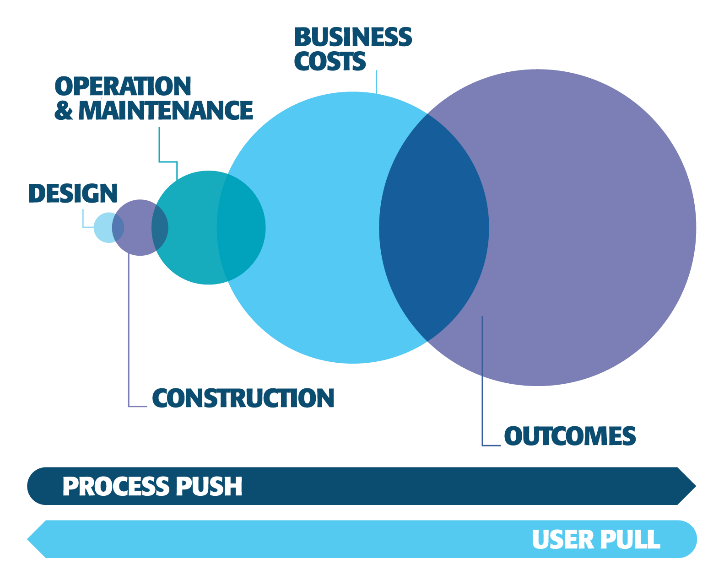 BUSINESS
COSTS
OPERATION
& MAINTENANCE
DESIGN
CONSTRUCTION
OUTCOMES
PROCESS PUSH
USER PULL